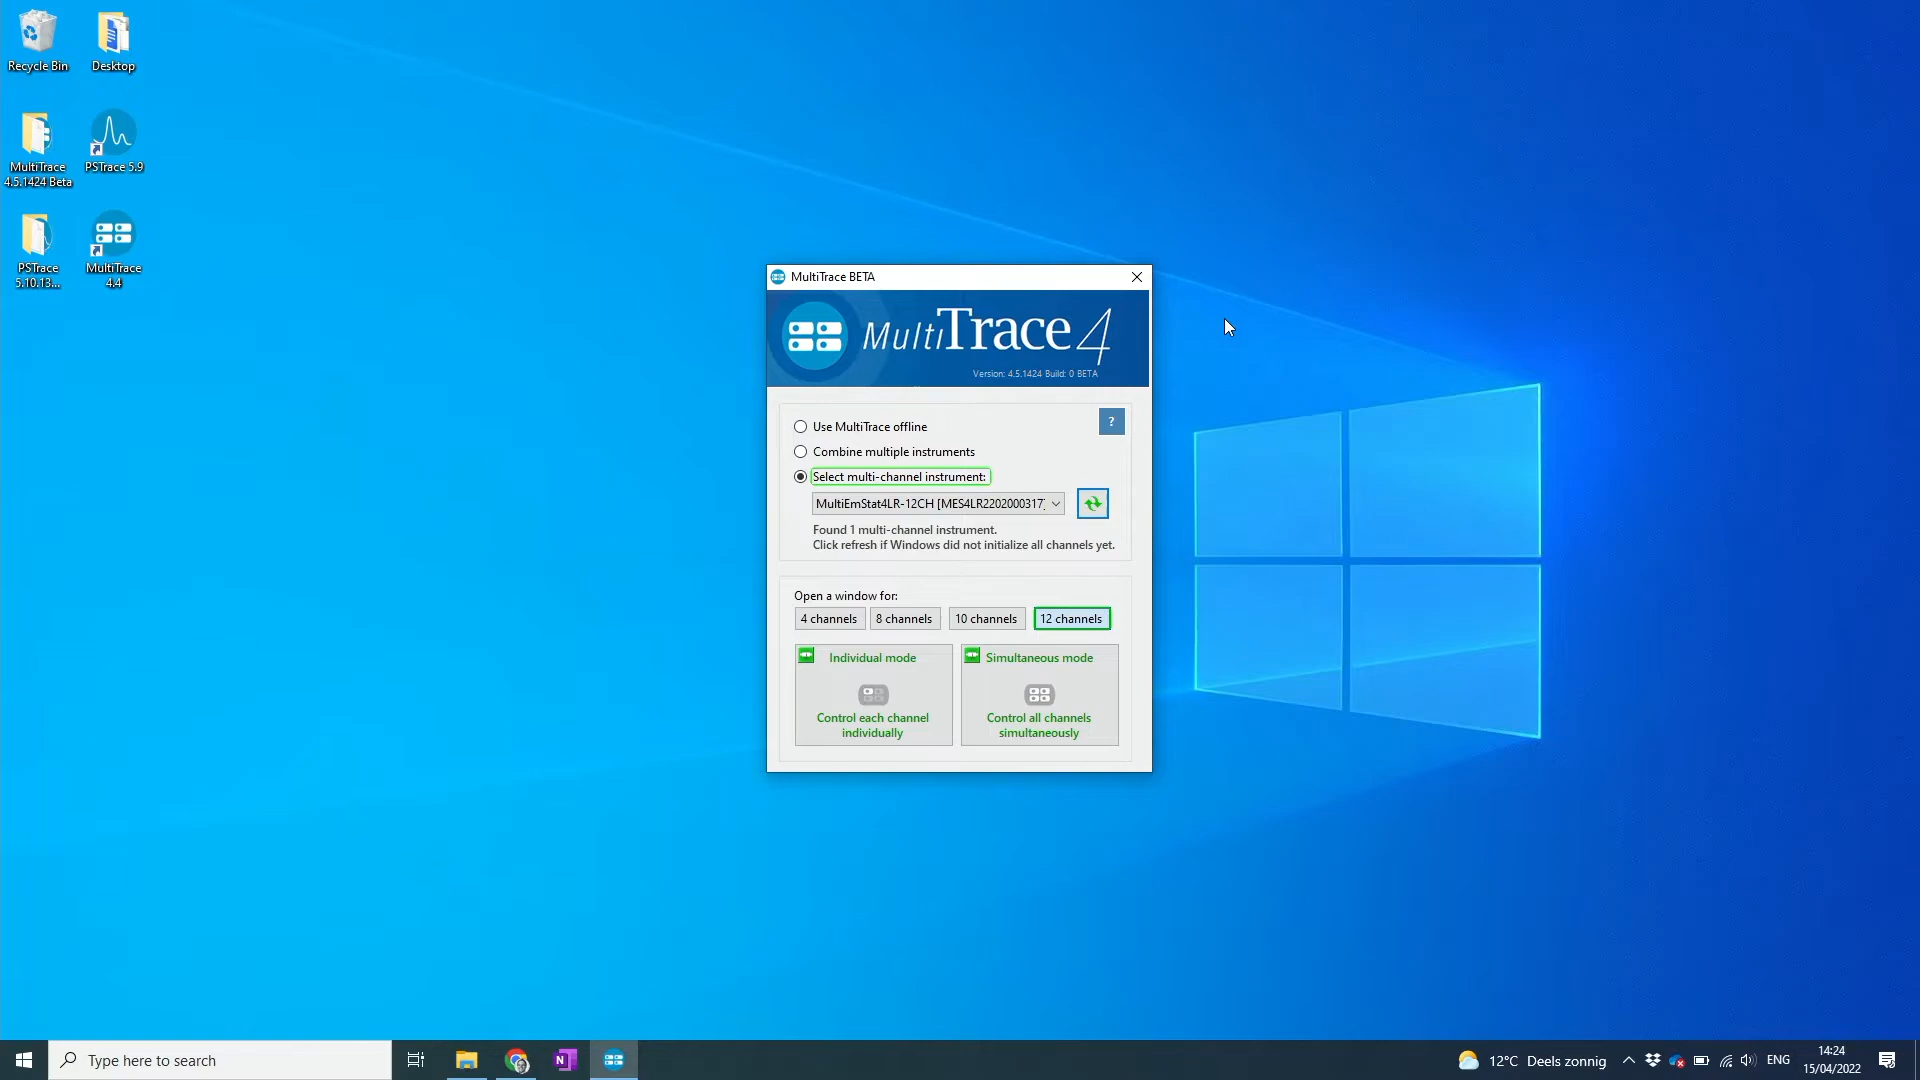 Recycle Bin
Desktop
MultiTrace
4.5.1424 Beta
PSTrace 5.9
PSTrace
5.10.13...
MultiTrace
4.4
MultiTrace BETA
MultiTrace 4
Version: 4.5.1424 Build: 0 BETA
?
Use MultiTrace offline
Combine multiple instruments
Select multi-channel instrument:
MultiEmStat4LR-12CH [MES4LR2202000317]
Found 1 multi-channel instrument.
Click refresh if Windows did not initialize all channels yet.
Open a window for:
4 channels
8 channels
10 channels
12 channels
Individual mode
Control each channel
individually
Simultaneous mode
Control all channels
simultaneously
Type here to search
N
12°C Deels zonnig
ENG
14:24
15/04/2022